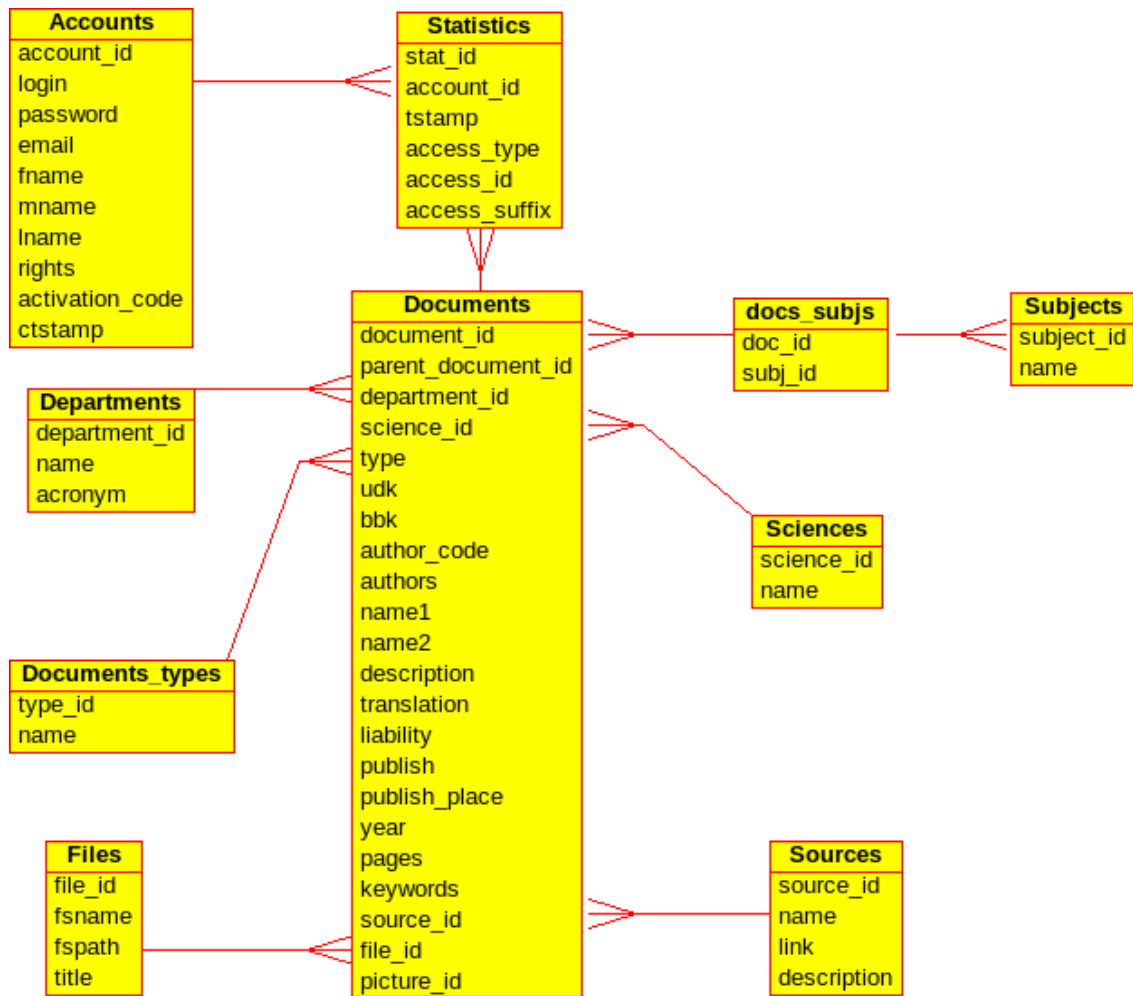 Accounts
account_id
login
password
email
fname
mname
lname
rights
activation_code
ctstamp
Statistics
stat_id
account_id
tstamp
access_type
access_id
access_suffix
Documents
document_id
parent_document_id
department_id
science_id
type
udk
bbk
author_code
authors
name1
name2
description
translation
liability
publish
publish_place
year
pages
keywords
source_id
file_id
picture_id
docs_subjs
doc_id
subj_id
Subjects
subject_id
name
Departments
department_id
name
acronym
Sciences
science_id
name
Documents_types
type_id
name
Files
file_id
fsname
fspath
title
Sources
source_id
name
link
description